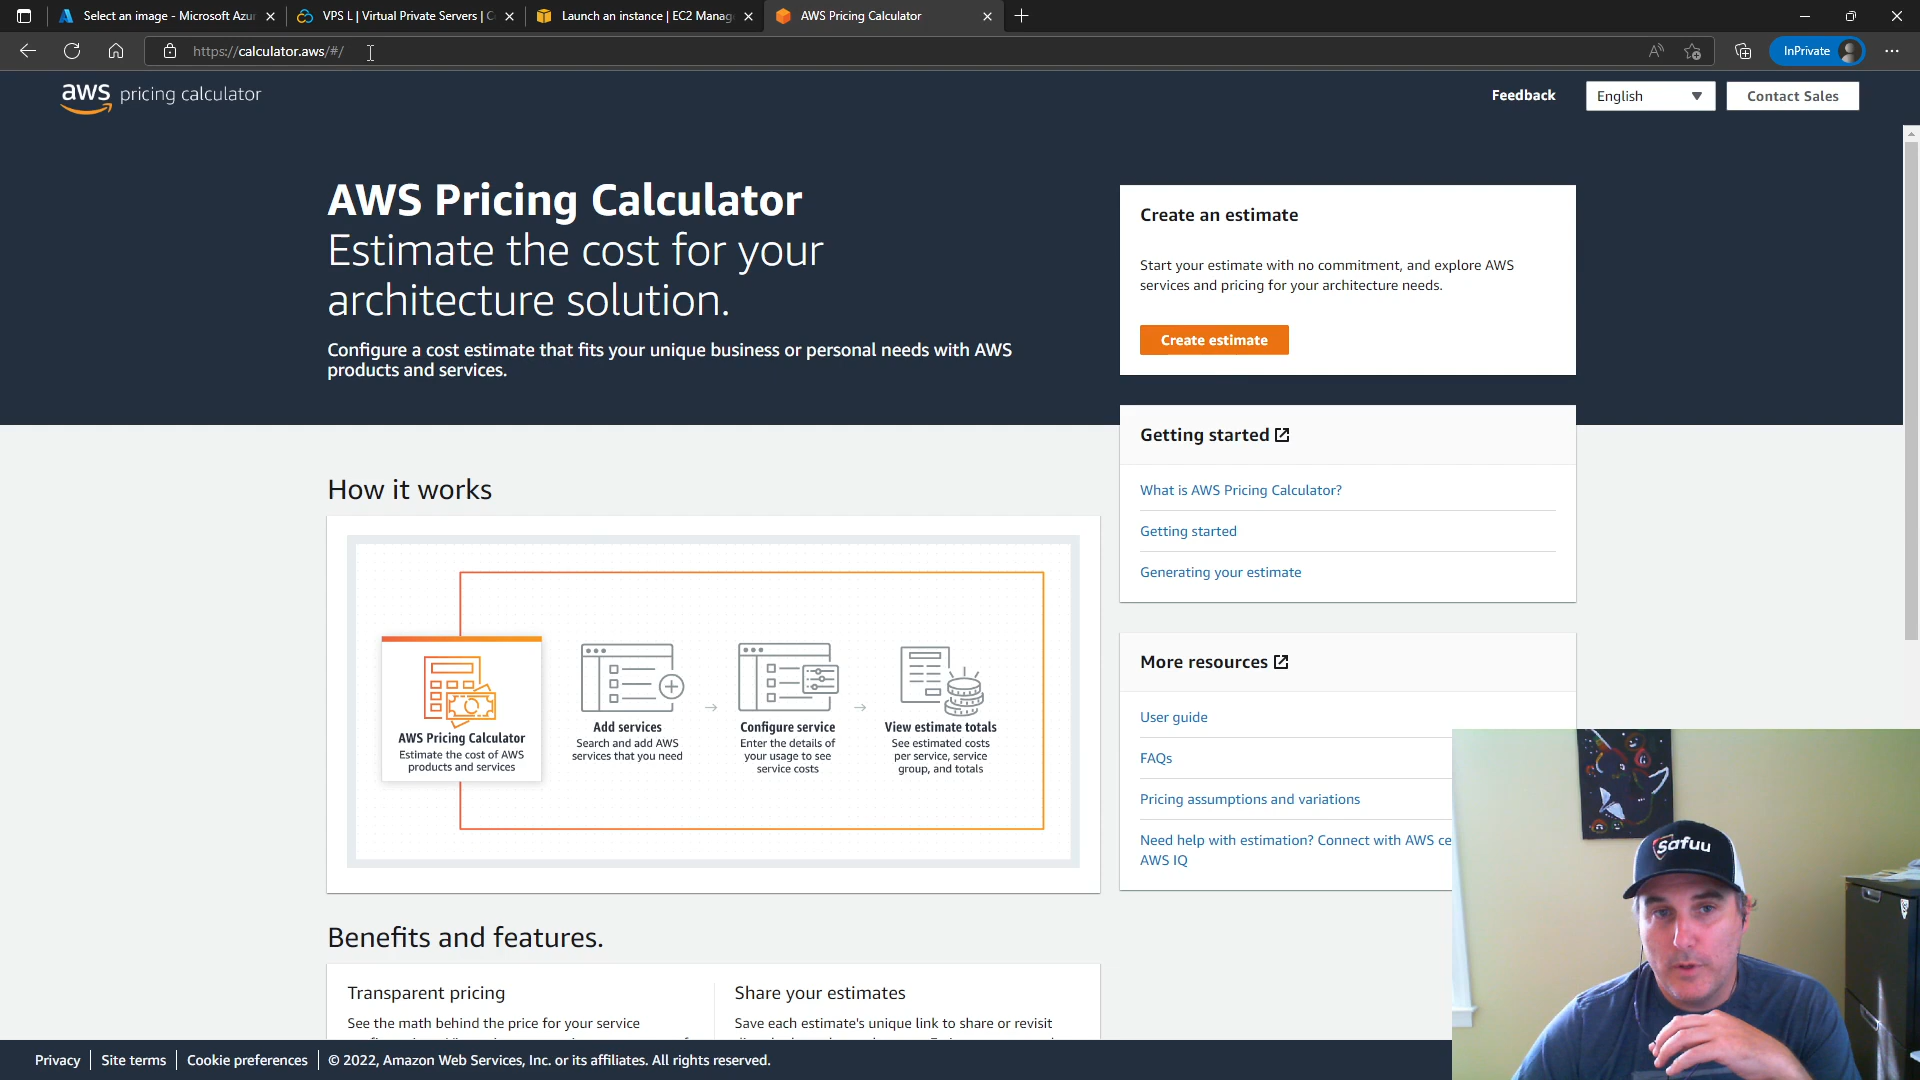 Select an image - Microsoft Azu
VPS L | Virtual Private Servers | C
Launch an instance | EC2 Manag
AWS Pricing Calculator
https://calculator.aws/#/
InPrivate
aws pricing calculator
Feedback
English
Contact Sales
AWS Pricing Calculator
Estimate the cost for your
architecture solution.
Configure a cost estimate that fits your unique business or personal needs with AWS
products and services.
Create an estimate
Start your estimate with no commitment, and explore AWS
services and pricing for your architecture needs.
Create estimate
Getting started
What is AWS Pricing Calculator?
Getting started
Generating your estimate
How it works
AWS Pricing Calculator
Estimate the cost of AWS
products and services
Add services
Search and add AWS
services that you need
Configure service
Enter the details of
your usage to see
service costs
View estimate totals
See estimated costs
per service, service
group, and totals
More resources
User guide
FAQs
Pricing assumptions and variations
Need help with estimation? Connect with AWS ce
AWS IQ
Safuu
Benefits and features.
Transparent pricing
See the math behind the price for your service
Share your estimates
Save each estimate's unique link to share or revisit
Privacy
Site terms
Cookie preferences
© 2022, Amazon Web Services, Inc. or its affiliates. All rights reserved.